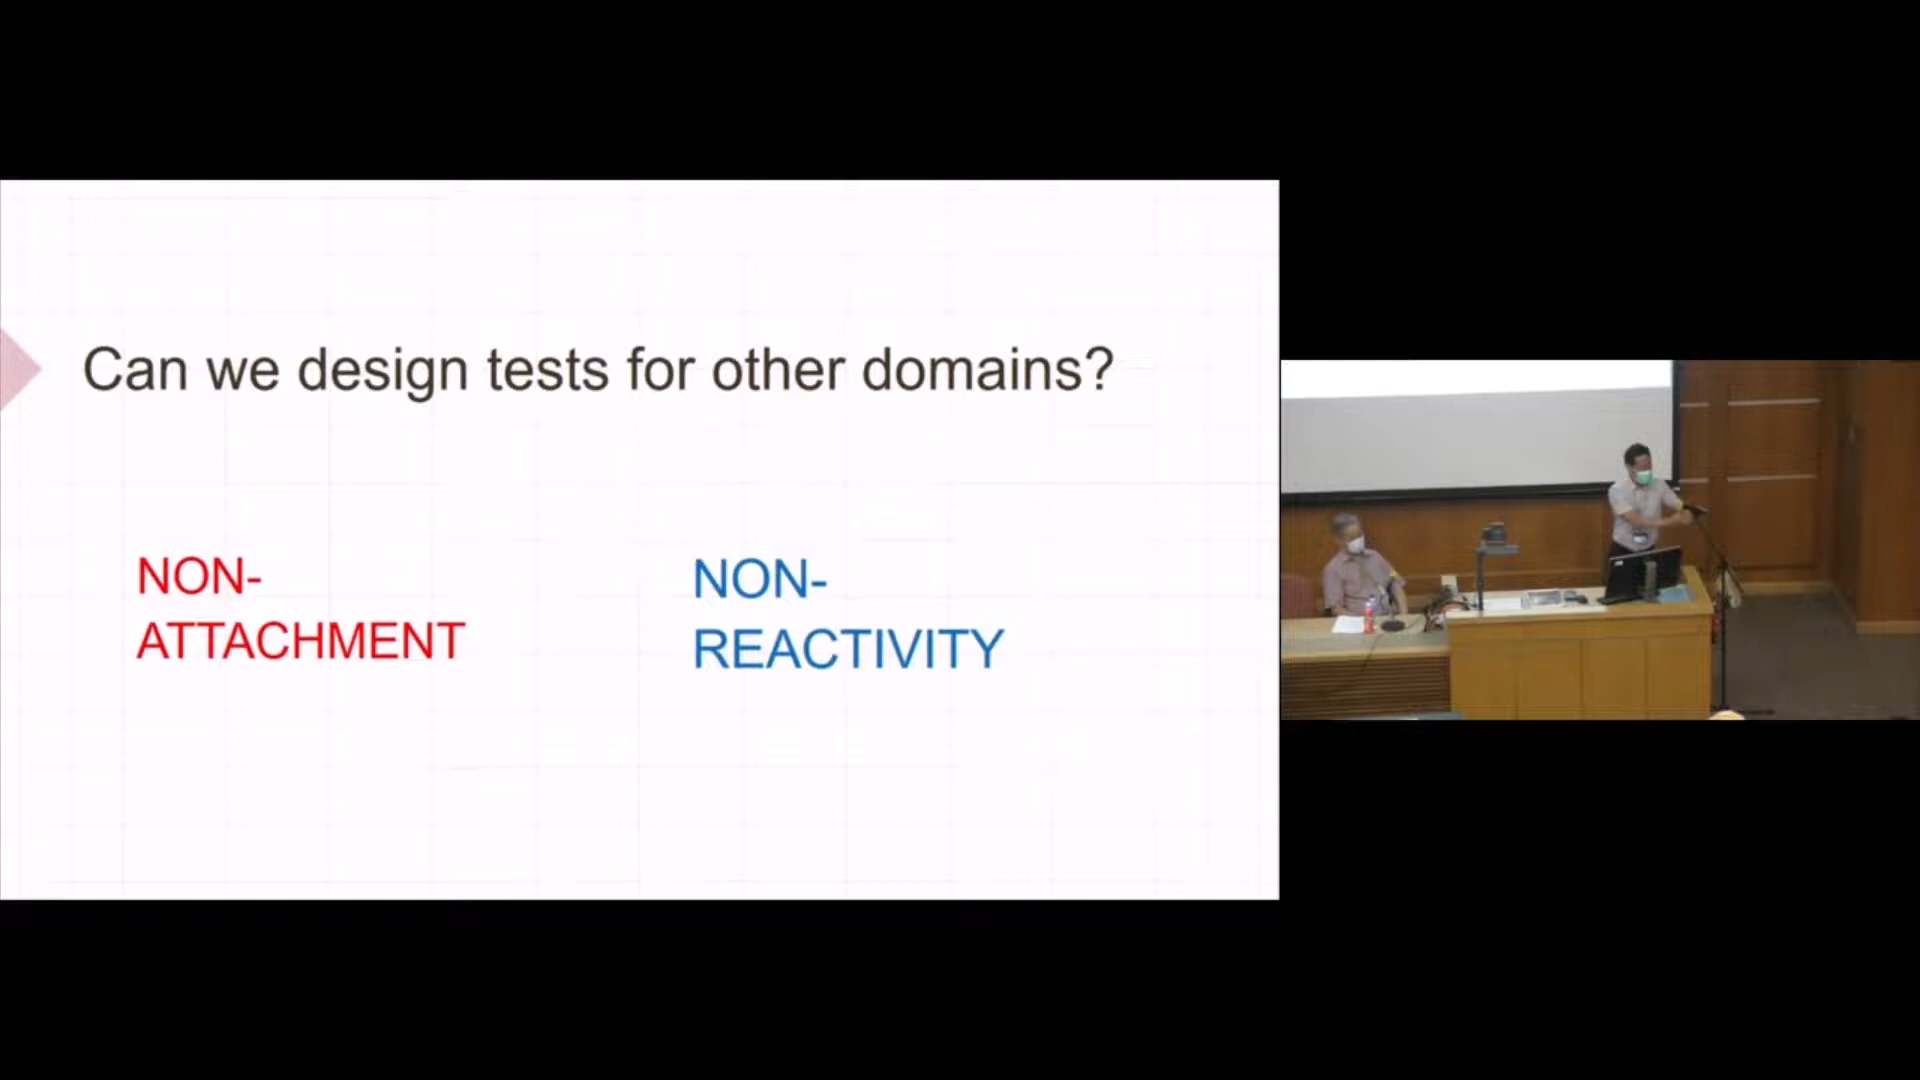 Can we design tests for other domains?
NON-
ATTACHMENT
NON-
REACTIVITY